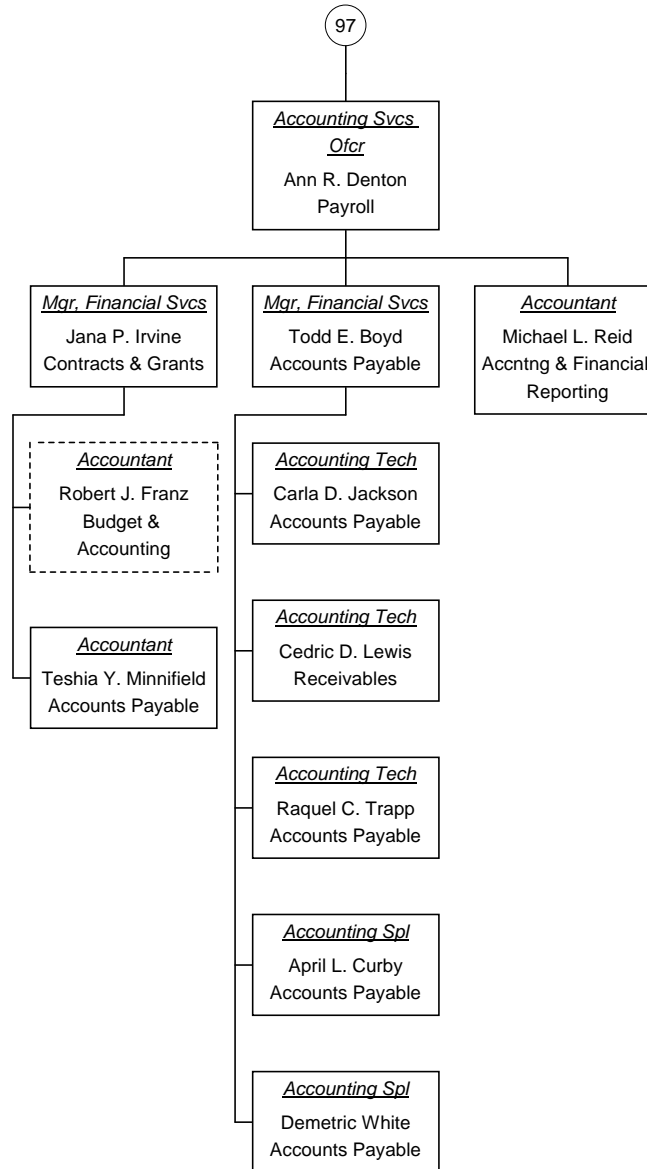 97
Accounting Svcs
Ofcr
Ann R. Denton
Payroll
Mgr, Financial Svcs
Jana P. Irvine
Contracts & Grants
Mgr, Financial Svcs
Todd E. Boyd
Accounts Payable
Accountant
Michael L. Reid
Accntng & Financial
Reporting
Accountant
Robert J. Franz
Budget &
Accounting
Accountant
Teshia Y. Minnifield
Accounts Payable
Accounting Tech
Carla D. Jackson
Accounts Payable
Accounting Tech
Cedric D. Lewis
Receivables
Accounting Tech
Raquel C. Trapp
Accounts Payable
Accounting Spl
April L. Curby
Accounts Payable
Accounting Spl
Demetric White
Accounts Payable